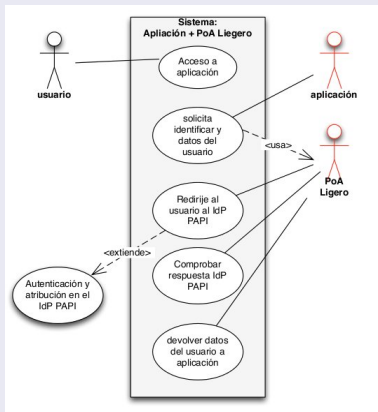 Sistema:
Apliación + PoA Liegero
Acceso a
aplicación
usuario
aplicación
solicita
identificar y
datos del
usuario
<usa>
PoA
Ligero
Redirije al
usuario al IdP
PAPI
<extiende>
Autenticación y
atribución en el
IdP PAPI
Comprobar
respuesta IdP
PAPI
devolver datos
del usuario a
aplicación